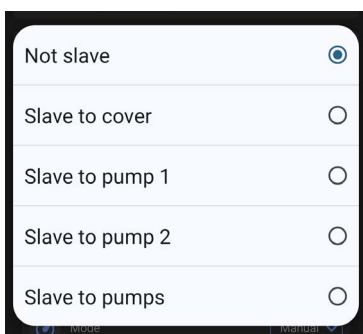 Not slave
Slave to cover
Slave to pump 1
Slave to pump 2
Slave to pumps
Mode Manual